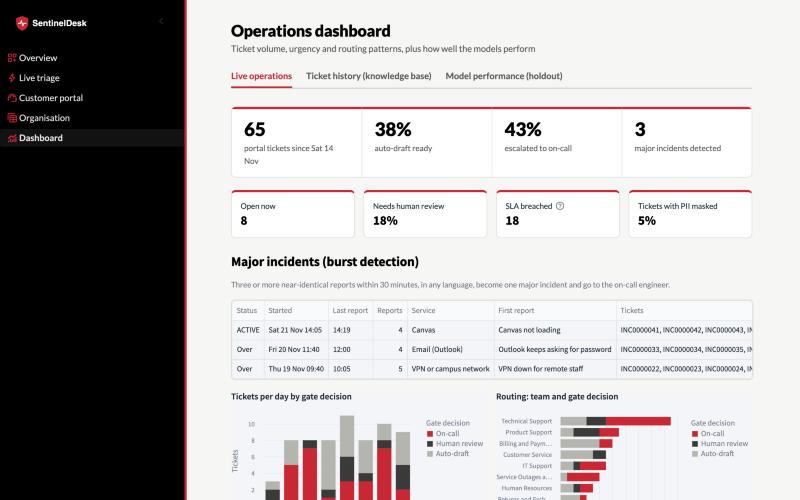 SentinelDesk
Overview
Live triage
Customer portal
Organisation
Dashboard
Operations dashboard
Ticket volume, urgency and routing patterns, plus how well the models perform
Live operations
Ticket history (knowledge base)
Model performance (holdout)
65
portal tickets since Sat 14
Nov
38%
auto-draft ready
43%
escalated to on-call
3
major incidents detected
Open now
8
Needs human review
18%
SLA breached
18
Tickets with PII masked
5%
Major incidents (burst detection)
Three or more near-identical reports within 30 minutes, in any language, become one major incident and go to the on-call engineer.
Status Started Last report Reports Service First report Tickets
ACTIVE Sat 21 Nov 14:05 14:19 4 Canvas Canvas not loading INC0000041, INC0000042, INC0000043, IN
Over Fri 20 Nov 11:40 12:00 4 Email (Outlook) Outlook keeps asking for password INC0000033, INC0000034, INC0000035, IN
Over Thu 19 Nov 09:40 10:05 5 VPN or campus network VPN down for remote staff INC0000022, INC0000023, INC0000024, IN
Tickets per day by gate decision
Tickets
10
8
6
4
2
Gate decision
On-call
Human review
Auto-draft
Routing: team and gate decision
Technical Support
Product Support
Billing and Paym...
Customer Service
IT Support
Service Outages a...
Human Resources
Returns and Exch...
Gate decision
On-call
Human review
Auto-draft